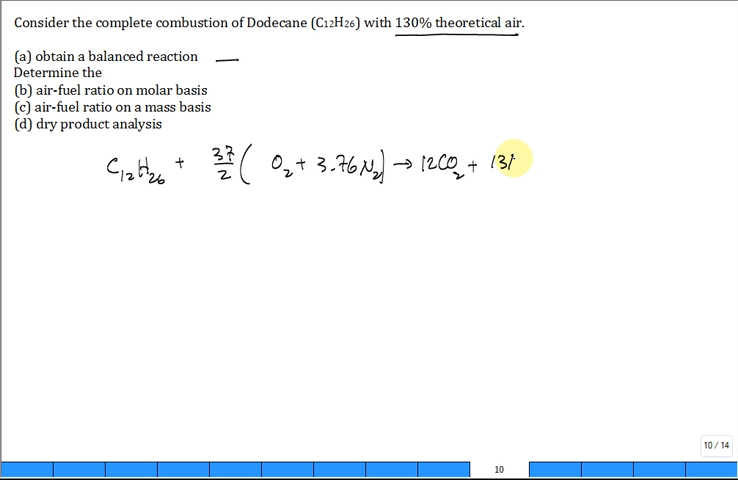 Consider the complete combustion of Dodecane (C₁₂H₂₆) with 130% theoretical air.
(a) obtain a balanced reaction
Determine the
(b) air-fuel ratio on molar basis
(c) air-fuel ratio on a mass basis
(d) dry product analysis
C₁₂H₂₆ + 37/2 ( O₂ + 3.76 N₂) → 12CO₂ + 13
10 / 14
10